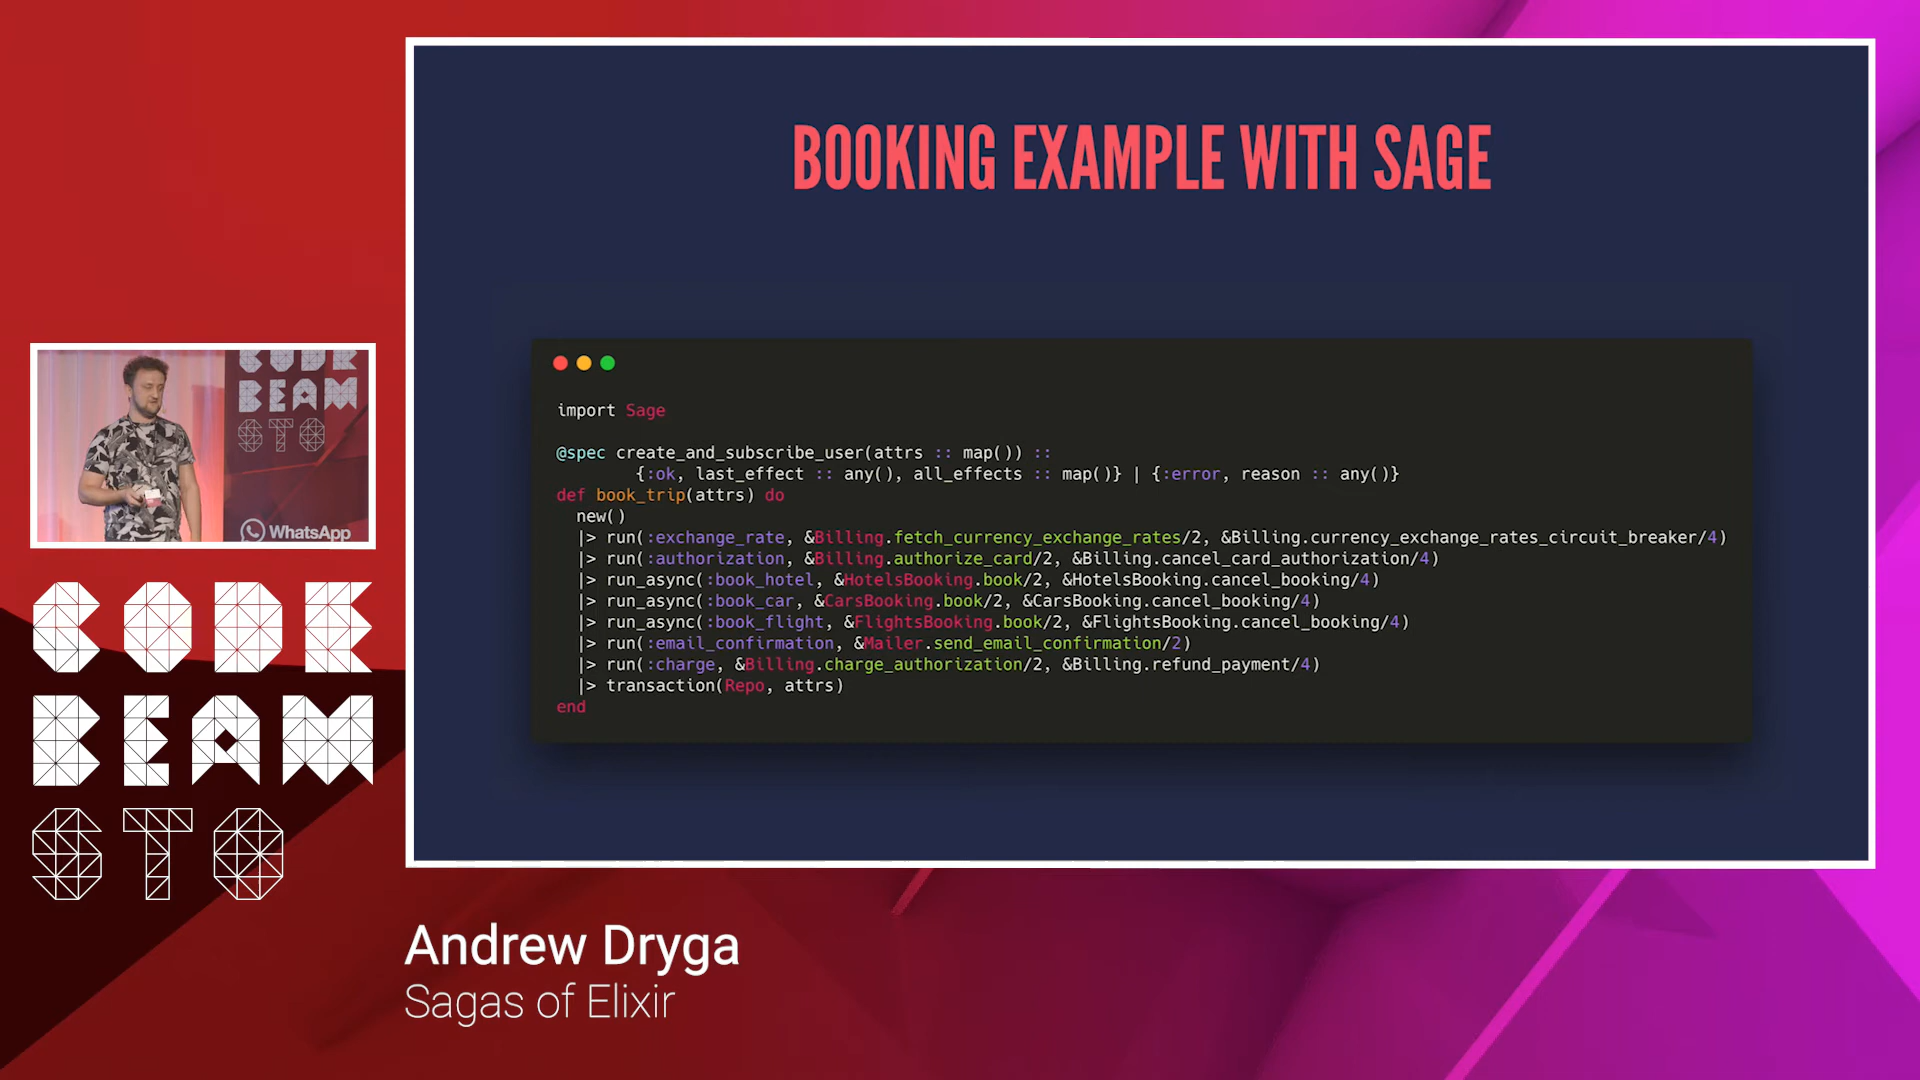 BOOKING EXAMPLE WITH SAGE
import Sage
@spec create_and_subscribe_user(attrs :: map()) ::
{:ok, last_effect :: any(), all_effects :: map()} | {:error, reason :: any()}
def book_trip(attrs) do
new()
|> run(:exchange_rate, &Billing.fetch_currency_exchange_rates/2, &Billing.currency_exchange_rates_circuit_breaker/4)
|> run(:authorization, &Billing.authorize_card/2, &Billing.cancel_card_authorization/4)
|> run_async(:book_hotel, &HotelsBooking.book/2, &HotelsBooking.cancel_booking/4)
|> run_async(:book_car, &CarsBooking.book/2, &CarsBooking.cancel_booking/4)
|> run_async(:book_flight, &FlightsBooking.book/2, &FlightsBooking.cancel_booking/4)
|> run(:email_confirmation, &Mailer.send_email_confirmation/2)
|> run(:charge, &Billing.charge_authorization/2, &Billing.refund_payment/4)
|> transaction(Repo, attrs)
end
CODE
BEAM
STO
WhatsApp
CODE
BEAM
STO
Andrew Dryga
Sagas of Elixir